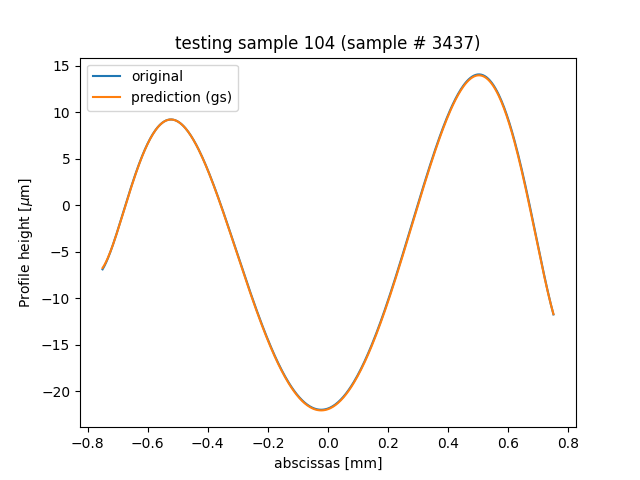 testing sample 104 (sample # 3437)
original
prediction (gs)
15
10
5
0
−5
−10
−15
−20
Profile height [μm]
−0.8 −0.6 −0.4 −0.2 0.0 0.2 0.4 0.6 0.8
abscissas [mm]